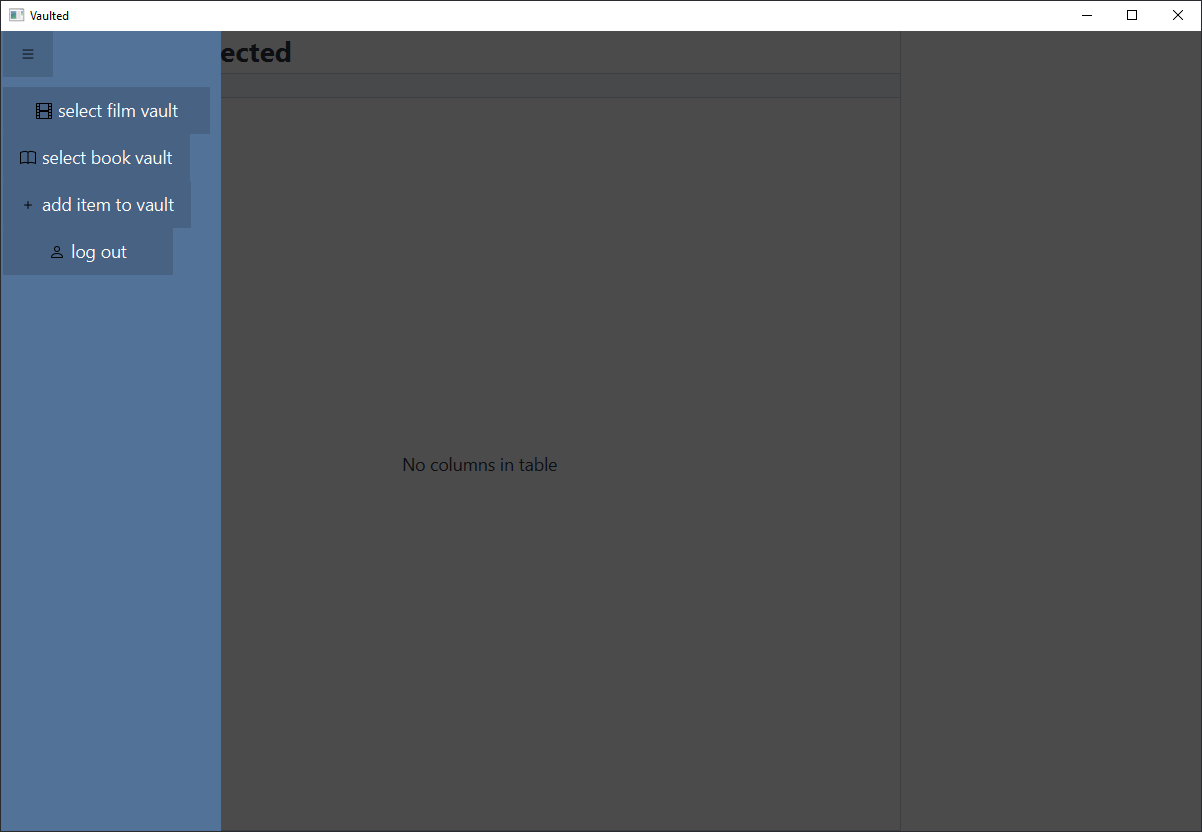 Vaulted
ected
select film vault
select book vault
add item to vault
log out
No columns in table